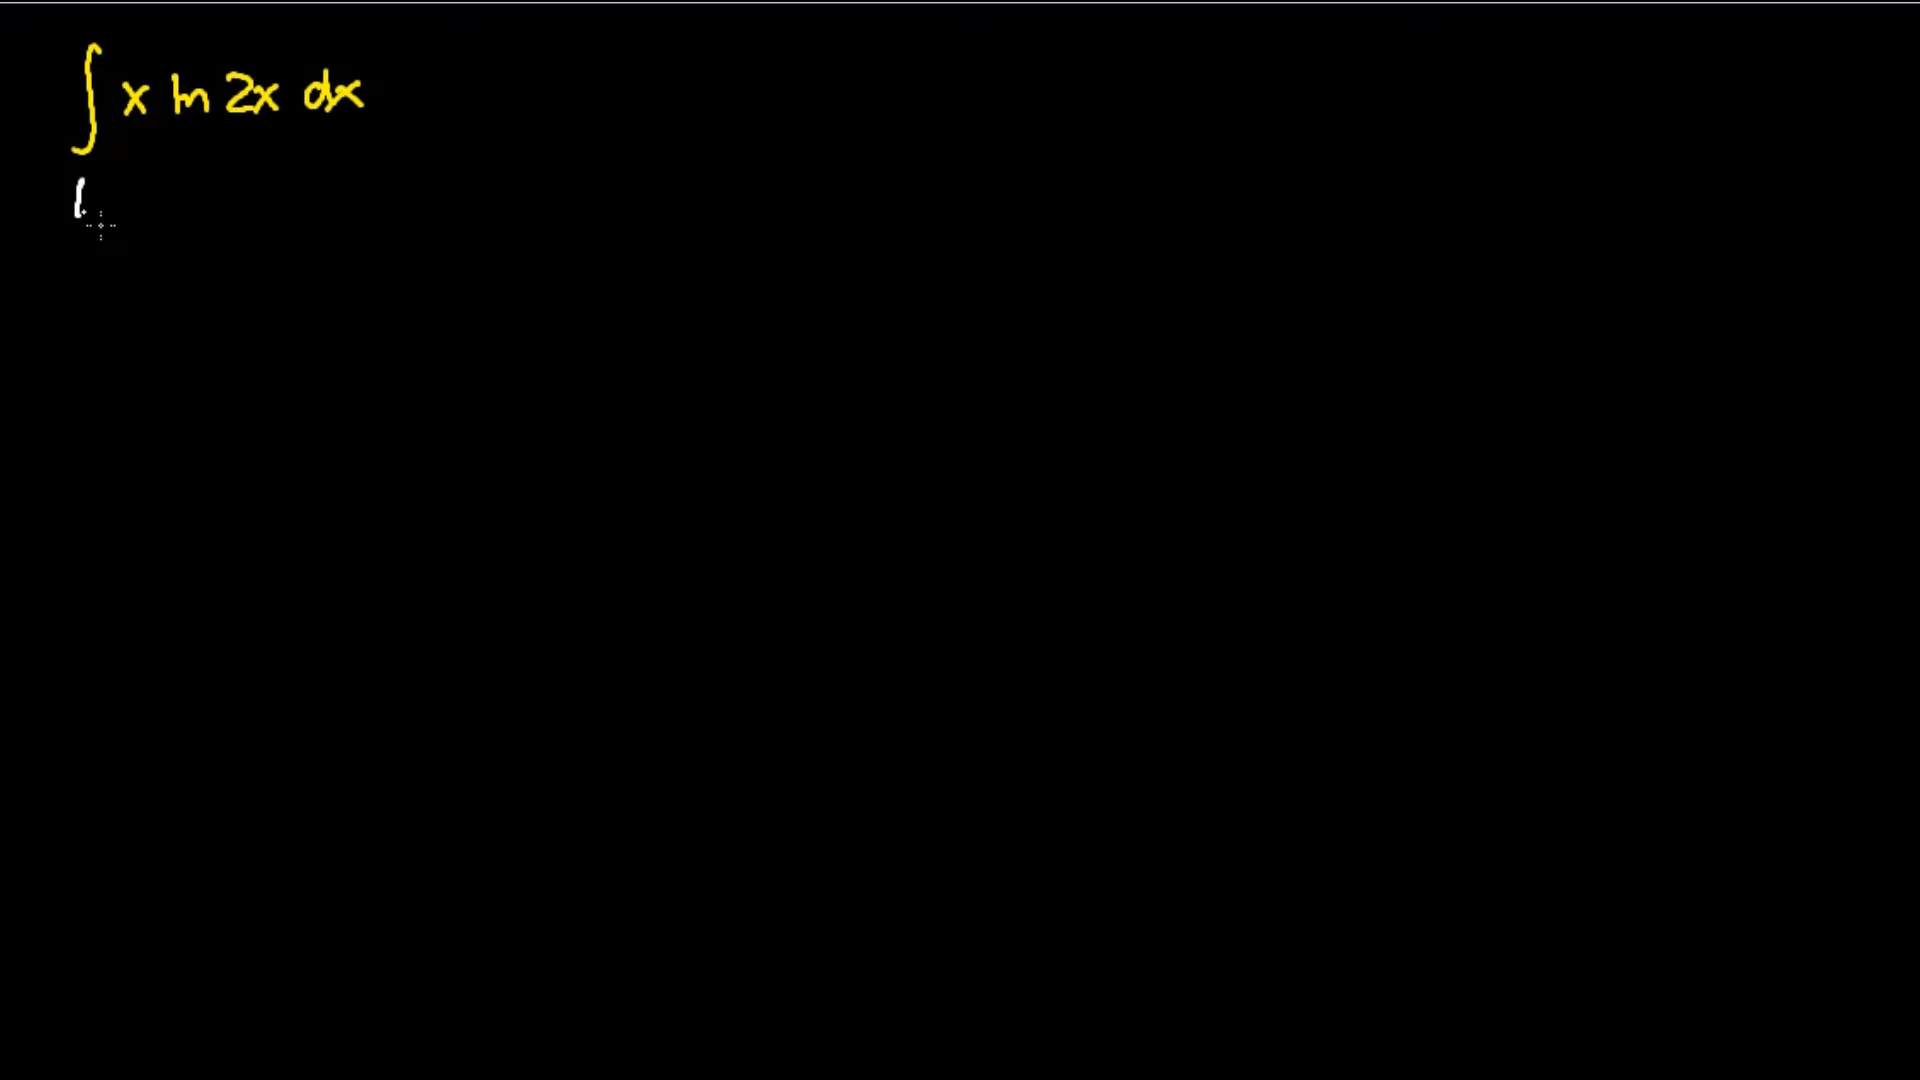 ∫ x ln 2x dx